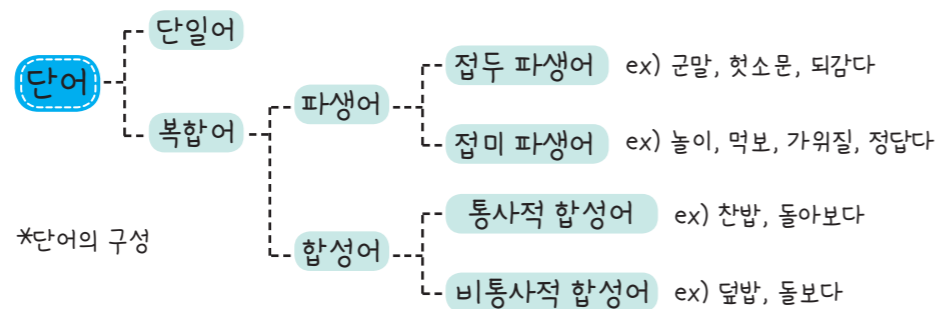 단어
단일어
복합어
파생어
접두 파생어 ex) 군말, 헛소문, 되감다
접미 파생어 ex) 놀이, 먹보, 가위질, 정답다
합성어
통사적 합성어 ex) 찬밥, 돌아보다
비통사적 합성어 ex) 덮밥, 돌보다
*단어의 구성